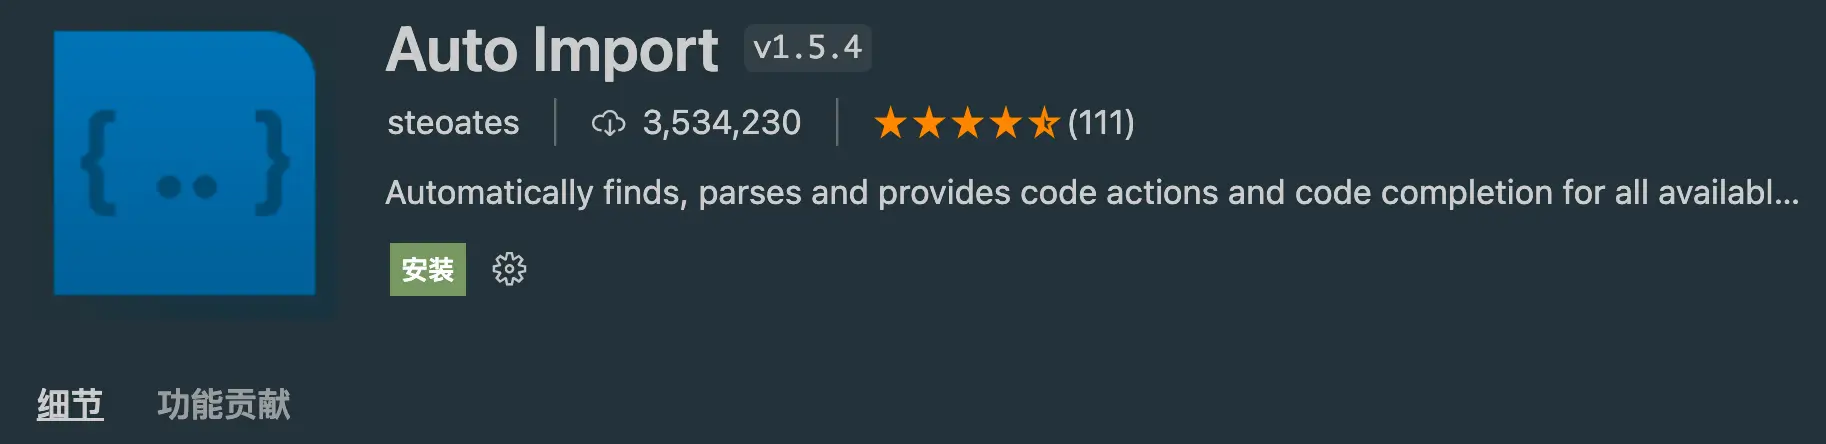 Auto Import v1.5.4
steoates 3,534,230 (111)
Automatically finds, parses and provides code actions and code completion for all availabl...
安装
细节 功能贡献
{..}